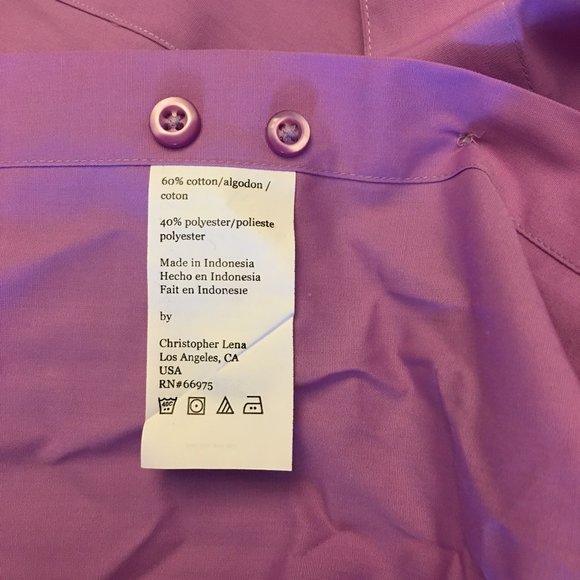 60% cotton/algodon /
coton
40% polyester/polieste
polyester
Made in Indonesia
Hecho en Indonesia
Fait en Indonesie
by
Christopher Lena
Los Angeles, CA
USA
RN#66975
40C